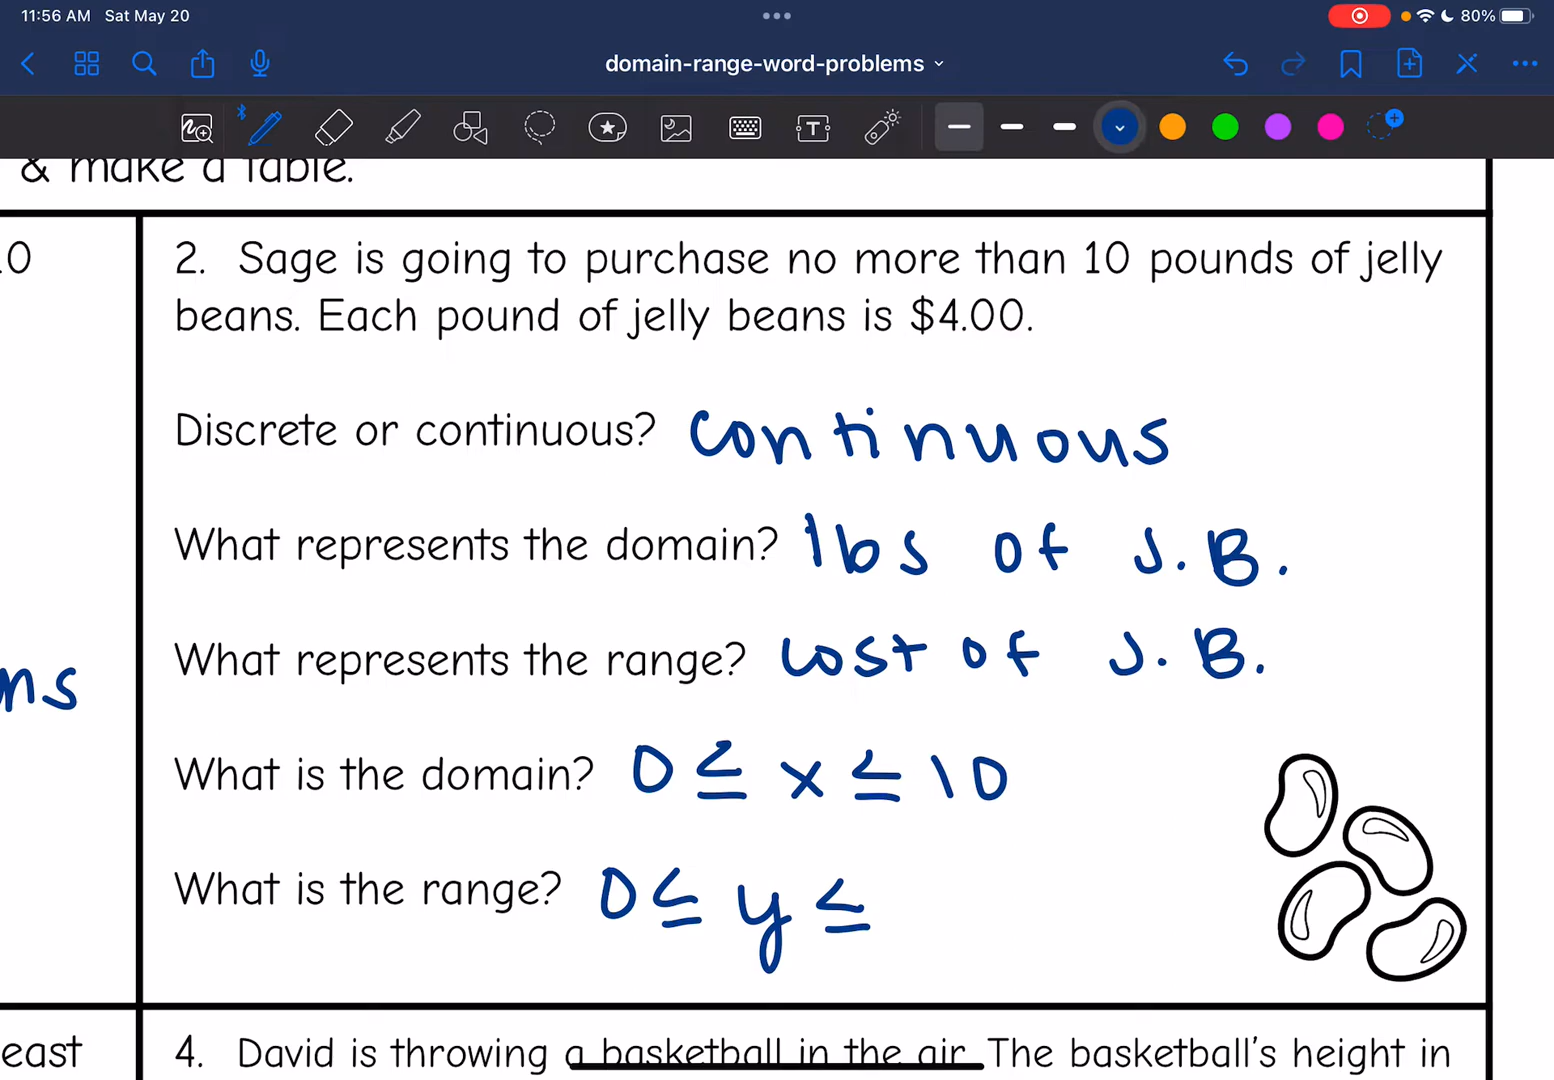 11:56 AM Sat May 20
80%
domain-range-word-problems
T
& make a table.
.0
2. Sage is going to purchase no more than 10 pounds of jelly
beans. Each pound of jelly beans is $4.00.
Discrete or continuous? continuous
What represents the domain? lbs of J.B.
What represents the range? cost of J.B.
ns
What is the domain? 0 ≤ x ≤ 10
What is the range? 0 ≤ y ≤
east
4. David is throwing a basketball in the air. The basketball's height in